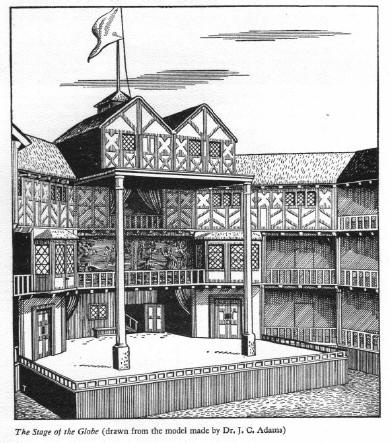 The Stage of the Globe (drawn from the model made by Dr. J. C. Adams)